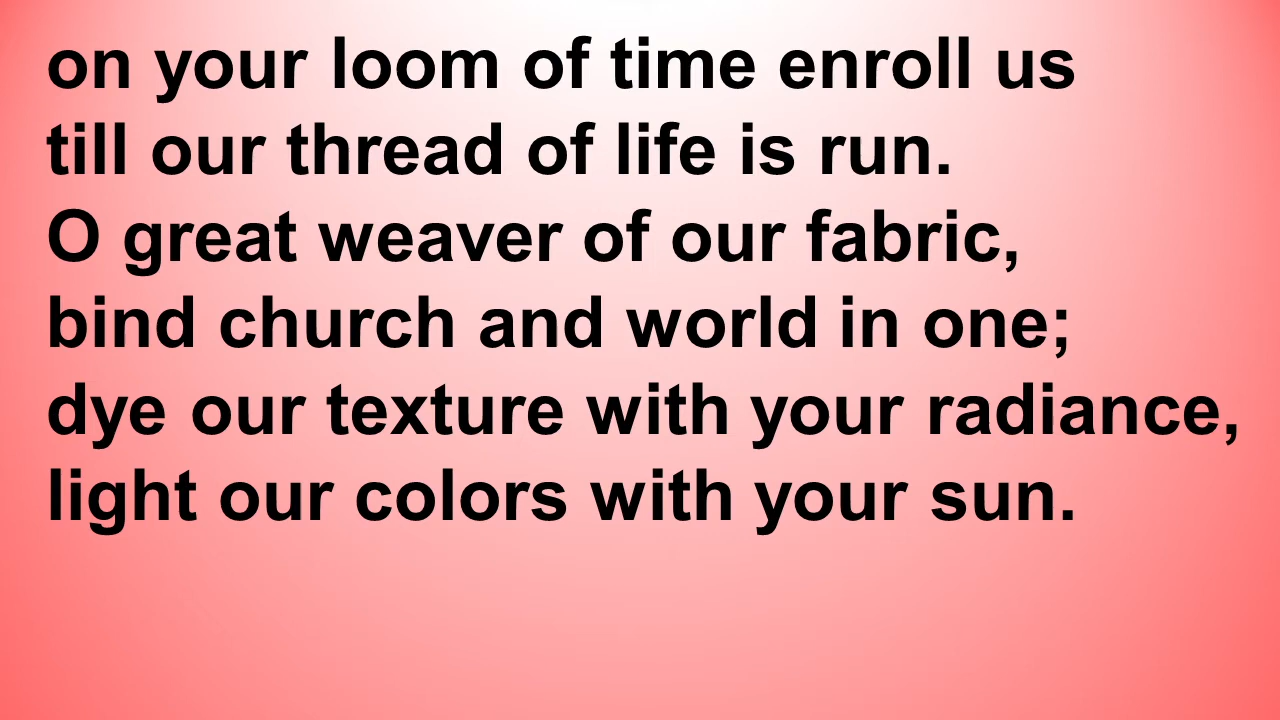 on your loom of time enroll us
till our thread of life is run.
O great weaver of our fabric,
bind church and world in one;
dye our texture with your radiance,
light our colors with your sun.